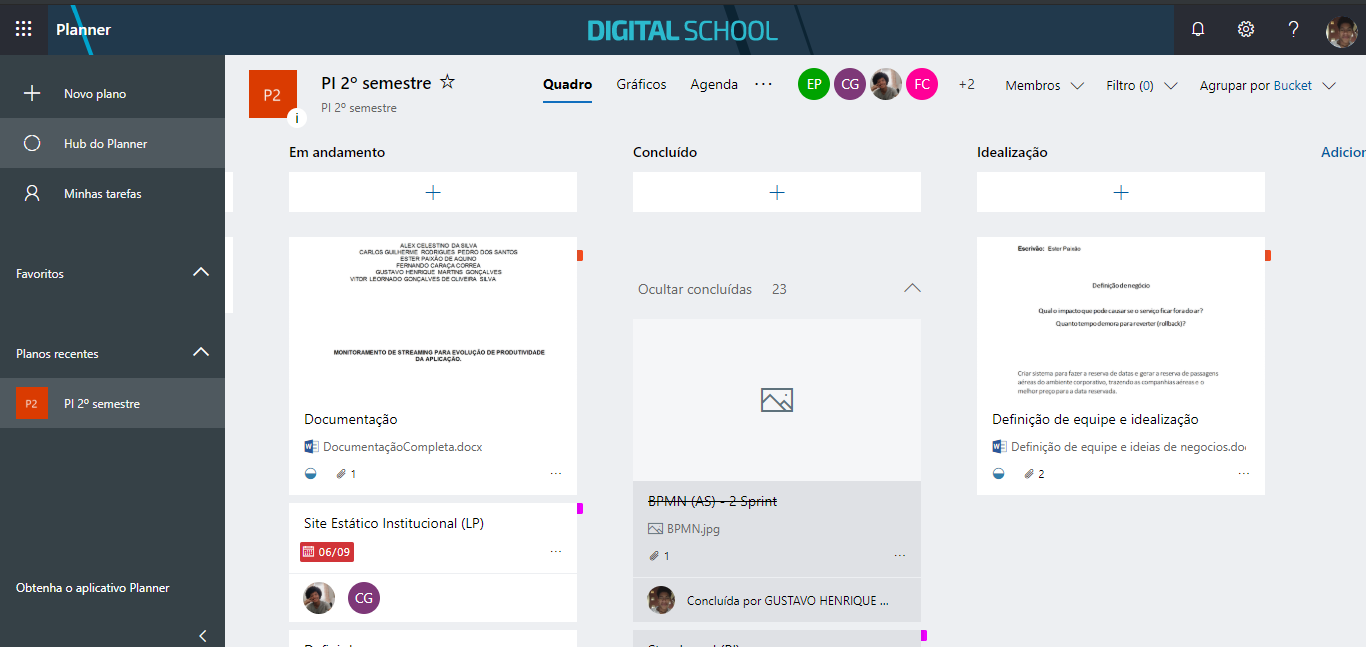 Planner
DIGITAL SCHOOL
?
Novo plano
Hub do Planner
Minhas tarefas
Favoritos
Planos recentes
P2
PI 2º semestre
Obtenha o aplicativo Planner
P2
PI 2º semestre
PI 2º semestre
i
Quadro
Gráficos
Agenda
EP
CG
FC
+2
Membros
Filtro (0)
Agrupar por Bucket
Em andamento
ALEX CELESTINO DA SILVA
CARLOS GUILHERME RODRIGUES PEDRO DOS SANTOS
ESTER PAIXÃO DE AQUINO
FERNANDO CARAÇA CORREA
GUSTAVO HENRIQUE MARTINS GONÇALVES
VITOR LEORNADO GONÇALVES DE OLIVEIRA SILVA
MONITORAMENTO DE STREAMING PARA EVOLUÇÃO DE PRODUTIVIDADE
DA APLICAÇÃO.
Documentação
DocumentaçãoCompleta.docx
1
Site Estático Institucional (LP)
06/09
CG
Concluído
Ocultar concluídas 23
BPMN (AS) - 2 Sprint
BPMN.jpg
1
Concluída por GUSTAVO HENRIQUE ...
Idealização
Escrivão: Ester Paixão
Definição de negócio
Qual o impacto que pode causar se o serviço ficar fora do ar?
Quanto tempo demora para reverter (rollback)?
Criar sistema para fazer a reserva de datas e gerar a reserva de passagens
aéreas do ambiente corporativo, trazendo as companhias aéreas e o
melhor preço para a data reservada.
Definição de equipe e idealização
Definição de equipe e ideias de negocios.do
2
Adicior